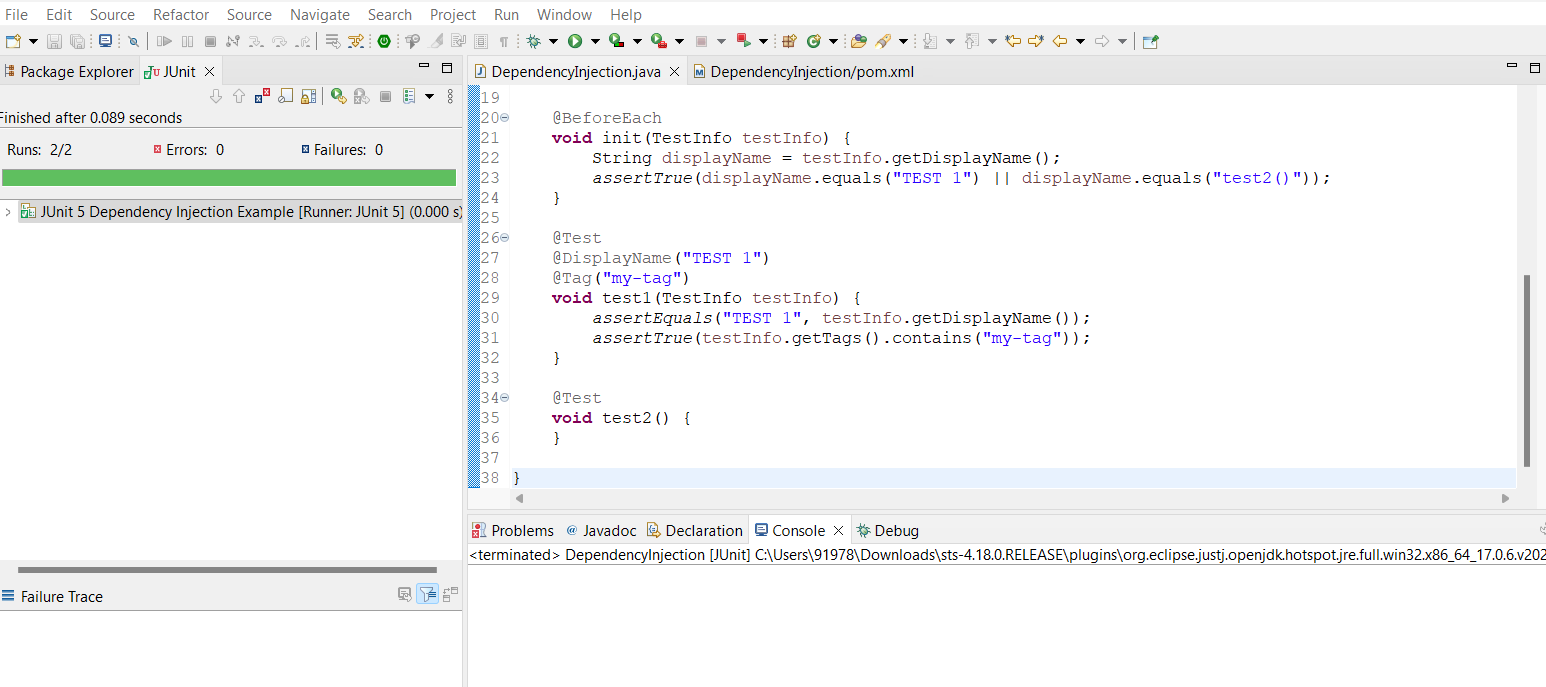 File Edit Source Refactor Source Navigate Search Project Run Window Help
Package Explorer JUnit
Finished after 0.089 seconds
Runs: 2/2 Errors: 0 Failures: 0
JUnit 5 Dependency Injection Example [Runner: JUnit 5] (0.000 s)
Failure Trace
DependencyInjection.java DependencyInjection/pom.xml
19
20 @BeforeEach
21 void init(TestInfo testInfo) {
22 String displayName = testInfo.getDisplayName();
23 assertTrue(displayName.equals("TEST 1") || displayName.equals("test2()"));
24 }
25
26 @Test
27 @DisplayName("TEST 1")
28 @Tag("my-tag")
29 void test1(TestInfo testInfo) {
30 assertEquals("TEST 1", testInfo.getDisplayName());
31 assertTrue(testInfo.getTags().contains("my-tag"));
32 }
33
34 @Test
35 void test2() {
36 }
37
38 }
Problems Javadoc Declaration Console Debug
<terminated> DependencyInjection [JUnit] C:\Users\91978\Downloads\sts-4.18.0.RELEASE\plugins\org.eclipse.justj.openjdk.hotspot.jre.full.win32.x86_64_17.0.6.v202